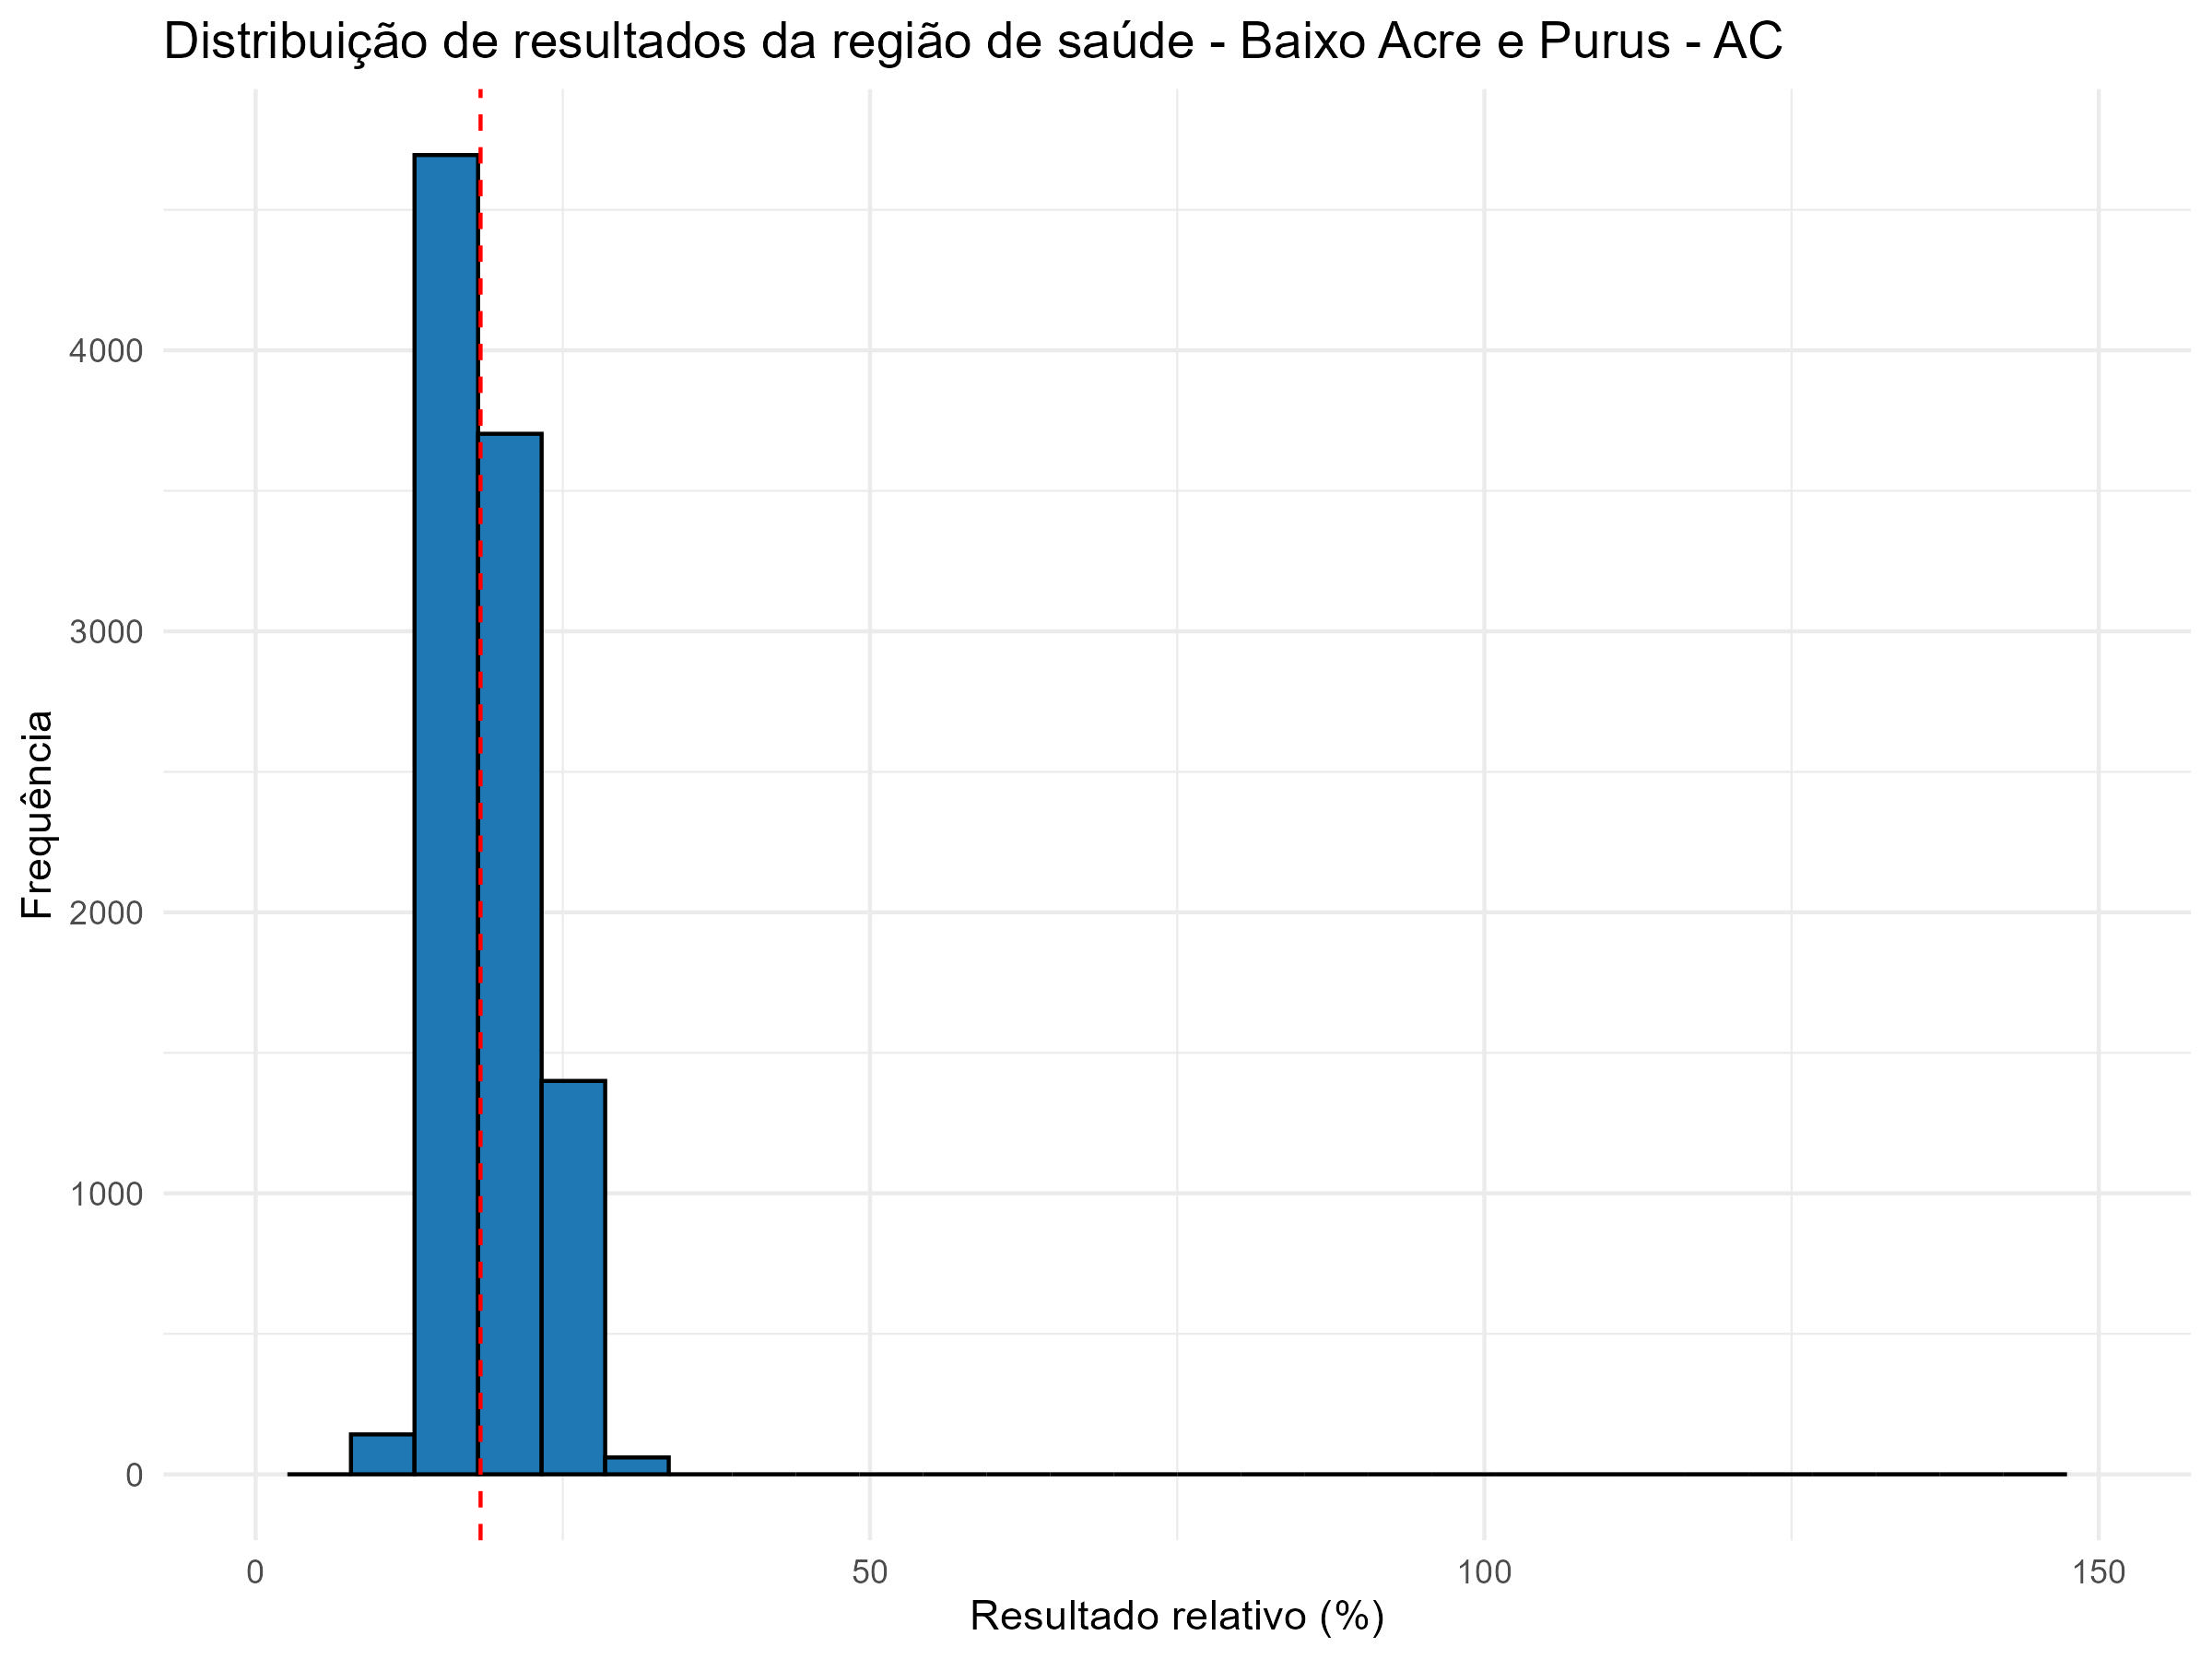 Distribuição de resultados da região de saúde - Baixo Acre e Purus - AC
Frequência
4000
3000
2000
1000
0
0 50 100 150
Resultado relativo (%)